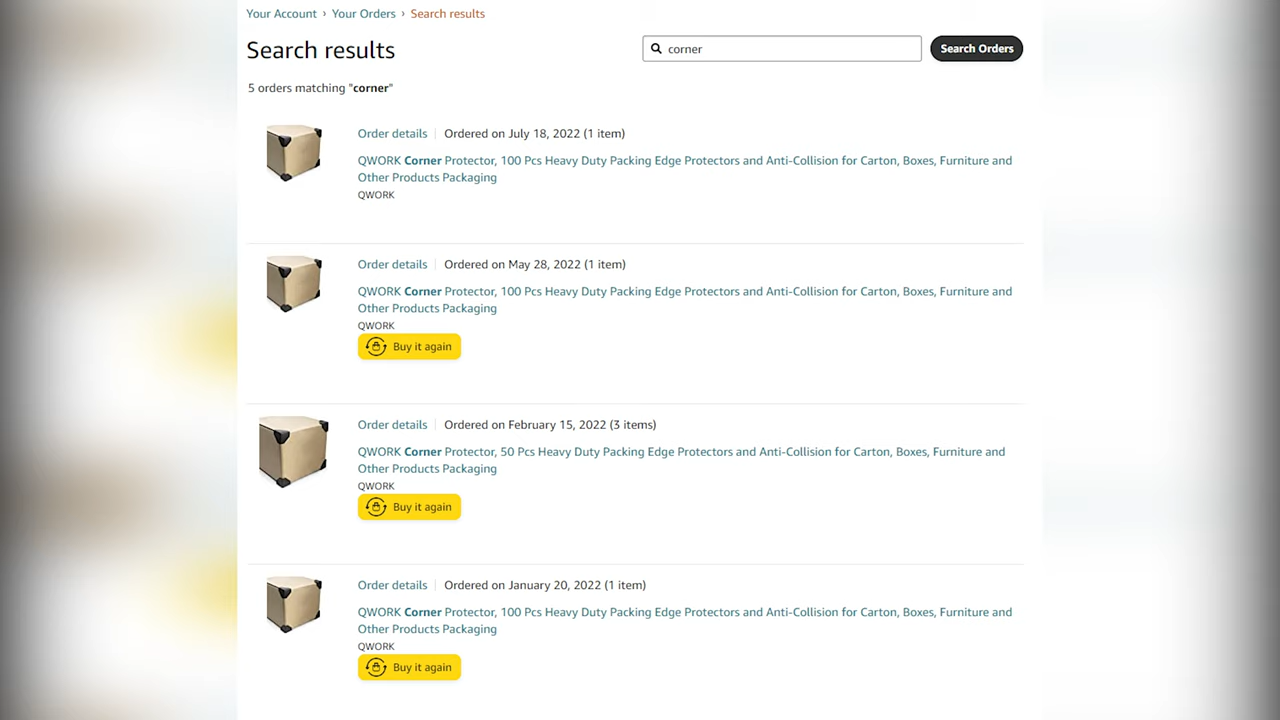 Your Account › Your Orders › Search results
Search results
corner
Search Orders
5 orders matching "corner"
Order details | Ordered on July 18, 2022 (1 item)
QWORK Corner Protector, 100 Pcs Heavy Duty Packing Edge Protectors and Anti-Collision for Carton, Boxes, Furniture and
Other Products Packaging
QWORK
Order details | Ordered on May 28, 2022 (1 item)
QWORK Corner Protector, 100 Pcs Heavy Duty Packing Edge Protectors and Anti-Collision for Carton, Boxes, Furniture and
Other Products Packaging
QWORK
Buy it again
Order details | Ordered on February 15, 2022 (3 items)
QWORK Corner Protector, 50 Pcs Heavy Duty Packing Edge Protectors and Anti-Collision for Carton, Boxes, Furniture and
Other Products Packaging
QWORK
Buy it again
Order details | Ordered on January 20, 2022 (1 item)
QWORK Corner Protector, 100 Pcs Heavy Duty Packing Edge Protectors and Anti-Collision for Carton, Boxes, Furniture and
Other Products Packaging
QWORK
Buy it again